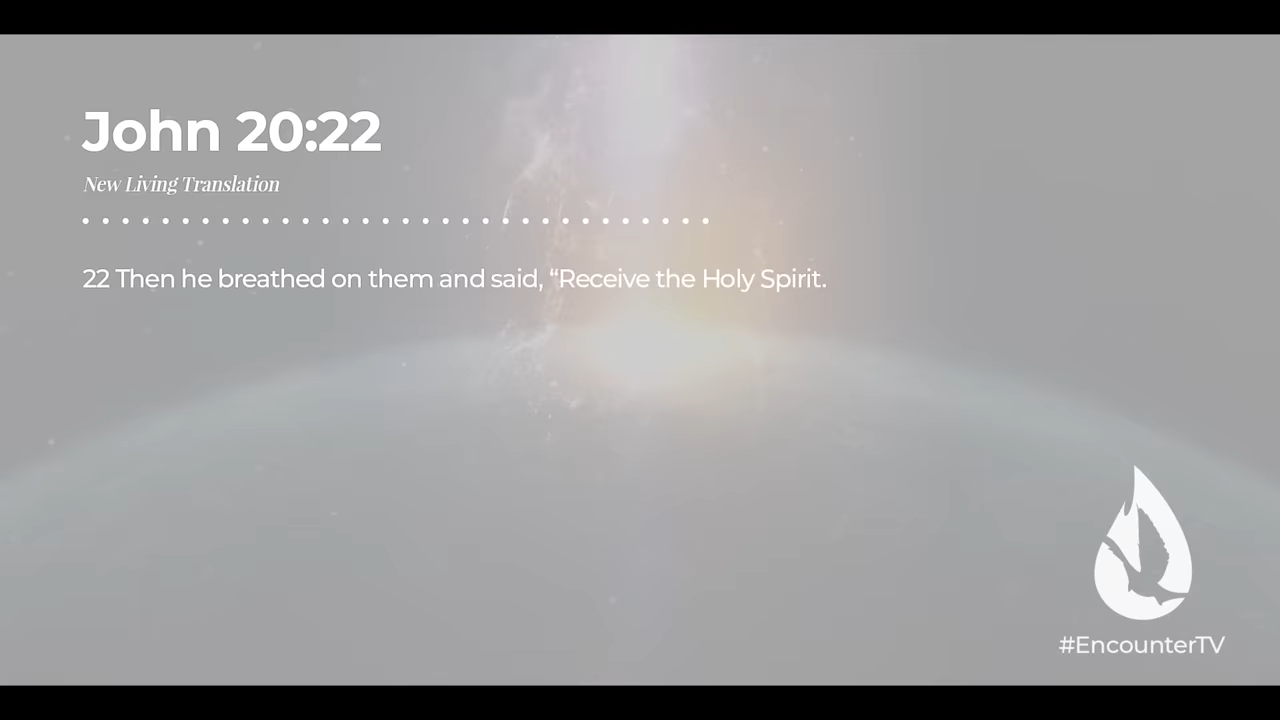 John 20:22
New Living Translation
22 Then he breathed on them and said, “Receive the Holy Spirit.
#EncounterTV